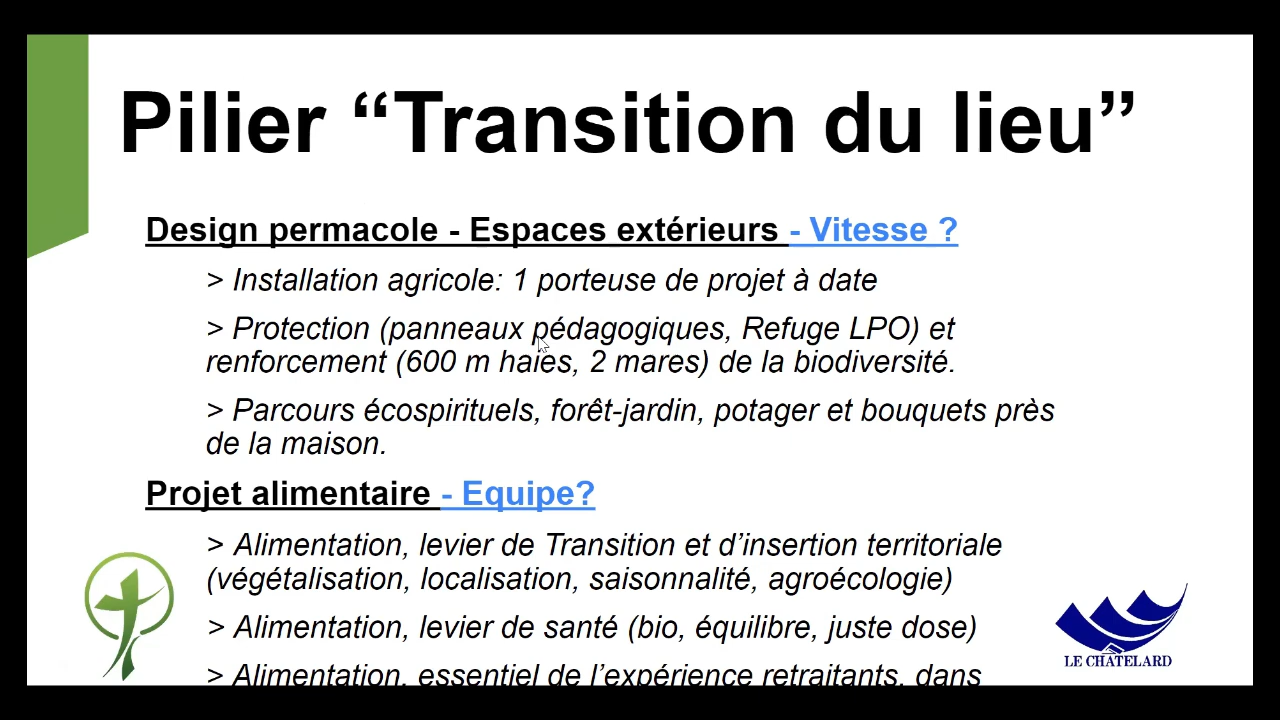 Pilier “Transition du lieu”
Design permacole - Espaces extérieurs - Vitesse ?
> Installation agricole: 1 porteuse de projet à date
> Protection (panneaux pédagogiques, Refuge LPO) et
renforcement (600 m haies, 2 mares) de la biodiversité.
> Parcours écospirituels, forêt-jardin, potager et bouquets près
de la maison.
Projet alimentaire - Equipe?
> Alimentation, levier de Transition et d’insertion territoriale
(végétalisation, localisation, saisonnalité, agroécologie)
> Alimentation, levier de santé (bio, équilibre, juste dose)
> Alimentation, essentiel de l’expérience retraitants, dans
LE CHÂTELARD